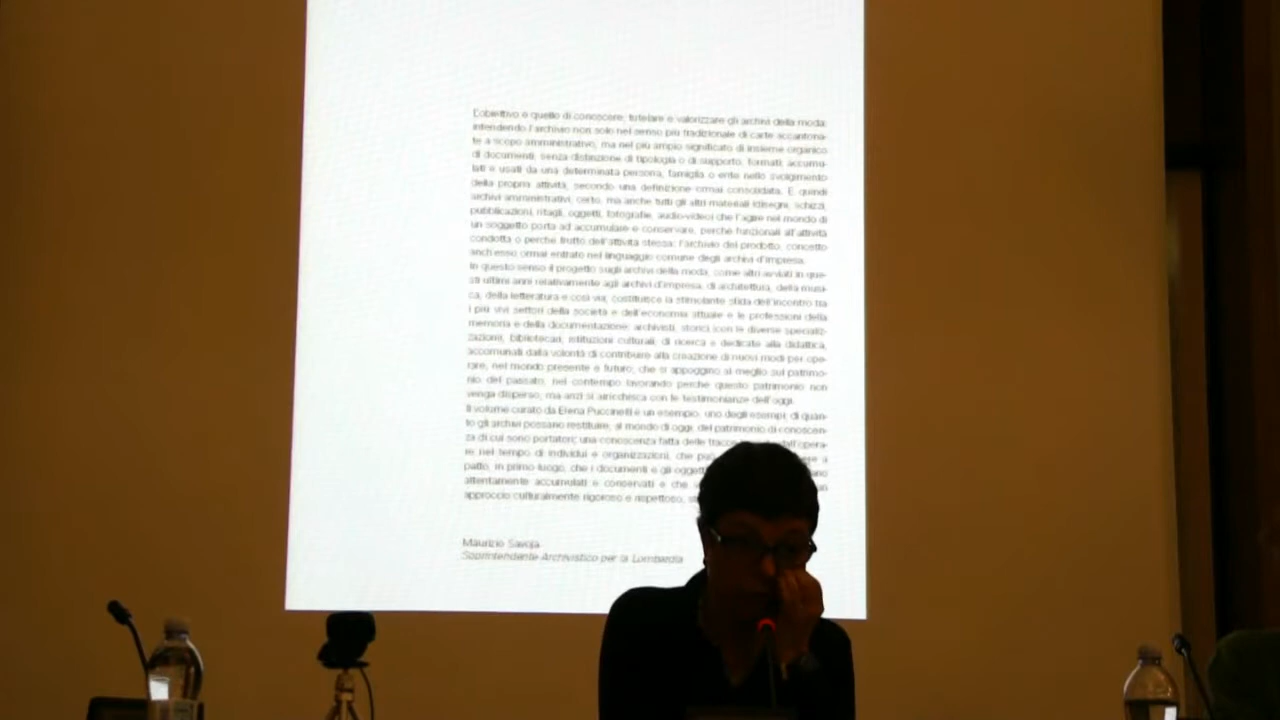 L'obiettivo è quello di conoscere, tutelare e valorizzare gli archivi della moda:
intendendo l'archivio non solo nel senso più tradizionale di carte accantona-
te a scopo amministrativo, ma nel più ampio significato di insieme organico
di documenti, senza distinzione di tipologia o di supporto, formati, accumu-
lati e usati da una determinata persona, famiglia o ente nello svolgimento
della propria attività, secondo una definizione ormai consolidata. E quindi
archivi amministrativi, certo, ma anche tutti gli altri materiali (disegni, schizzi,
pubblicazioni, ritagli, oggetti, fotografie, audio-video) che l'agire nel mondo di
un soggetto porta ad accumulare e conservare, perché funzionali all'attività
condotta o perché frutto dell'attività stessa: l'archivio del prodotto, concetto
anch'esso ormai entrato nel linguaggio comune degli archivi d'impresa.
In questo senso il progetto sugli archivi della moda, come altri avviati in que-
sti ultimi anni relativamente agli archivi d'impresa, di architettura, della musi-
ca, della letteratura e così via, costituisce la stimolante sfida dell'incontro tra
i più vivi settori della società e dell'economia attuale e le professioni della
memoria e della documentazione: archivisti, storici (con le diverse specializ-
zazioni), bibliotecari, istituzioni culturali, di ricerca e dedicate alla didattica,
accomunati dalla volontà di contribuire alla creazione di nuovi modi per ope-
rare, nel mondo presente e futuro, che si appoggino al meglio sul patrimo-
nio del passato, nel contempo lavorando perché questo patrimonio non
venga disperso, ma anzi si arricchisca con le testimonianze dell'oggi.
Il volume curato da Elena Puccinelli è un esempio, uno degli esempi, di quan-
to gli archivi possano restituire, al mondo di oggi, del patrimonio di conoscen-
za di cui sono portatori; una conoscenza fatta delle tracce dall'opera-
re nel tempo di individui e organizzazioni, che può a
patto, in primo luogo, che i documenti e gli oggetti
attentamente accumulati e conservati e che
approccio culturalmente rigoroso e rispettoso,
Maurizio Savoja
Soprintendente Archivistico per la Lombardia